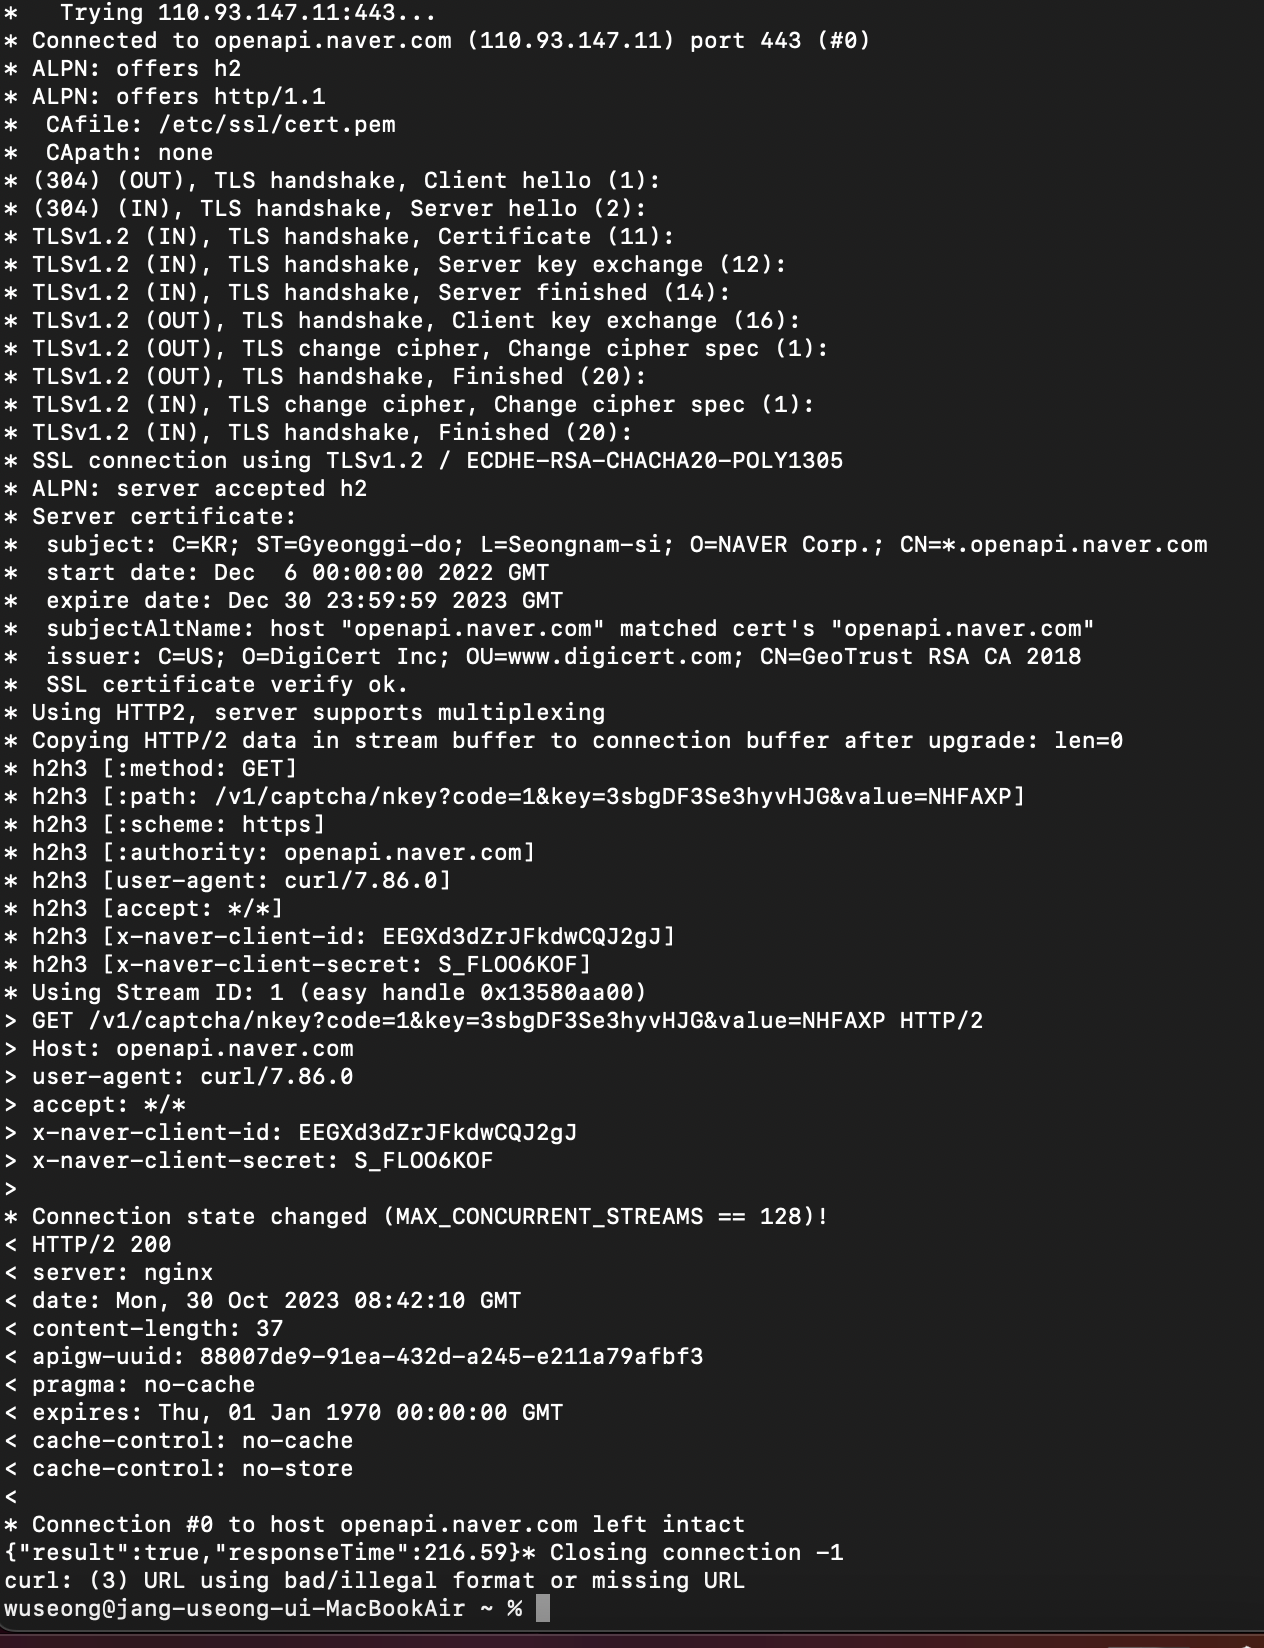 *   Trying 110.93.147.11:443...
* Connected to openapi.naver.com (110.93.147.11) port 443 (#0)
* ALPN: offers h2
* ALPN: offers http/1.1
*  CAfile: /etc/ssl/cert.pem
*  CApath: none
* (304) (OUT), TLS handshake, Client hello (1):
* (304) (IN), TLS handshake, Server hello (2):
* TLSv1.2 (IN), TLS handshake, Certificate (11):
* TLSv1.2 (IN), TLS handshake, Server key exchange (12):
* TLSv1.2 (IN), TLS handshake, Server finished (14):
* TLSv1.2 (OUT), TLS handshake, Client key exchange (16):
* TLSv1.2 (OUT), TLS change cipher, Change cipher spec (1):
* TLSv1.2 (OUT), TLS handshake, Finished (20):
* TLSv1.2 (IN), TLS change cipher, Change cipher spec (1):
* TLSv1.2 (IN), TLS handshake, Finished (20):
* SSL connection using TLSv1.2 / ECDHE-RSA-CHACHA20-POLY1305
* ALPN: server accepted h2
* Server certificate:
*  subject: C=KR; ST=Gyeonggi-do; L=Seongnam-si; O=NAVER Corp.; CN=*.openapi.naver.com
*  start date: Dec  6 00:00:00 2022 GMT
*  expire date: Dec 30 23:59:59 2023 GMT
*  subjectAltName: host "openapi.naver.com" matched cert's "openapi.naver.com"
*  issuer: C=US; O=DigiCert Inc; OU=www.digicert.com; CN=GeoTrust RSA CA 2018
*  SSL certificate verify ok.
* Using HTTP2, server supports multiplexing
* Copying HTTP/2 data in stream buffer to connection buffer after upgrade: len=0
* h2h3 [:method: GET]
* h2h3 [:path: /v1/captcha/nkey?code=1&key=3sbgDF3Se3hyvHJG&value=NHFAXP]
* h2h3 [:scheme: https]
* h2h3 [:authority: openapi.naver.com]
* h2h3 [user-agent: curl/7.86.0]
* h2h3 [accept: */*]
* h2h3 [x-naver-client-id: EEGXd3dZrJFkdwCQJ2gJ]
* h2h3 [x-naver-client-secret: S_FLOO6KOF]
* Using Stream ID: 1 (easy handle 0x13580aa00)
> GET /v1/captcha/nkey?code=1&key=3sbgDF3Se3hyvHJG&value=NHFAXP HTTP/2
> Host: openapi.naver.com
> user-agent: curl/7.86.0
> accept: */*
> x-naver-client-id: EEGXd3dZrJFkdwCQJ2gJ
> x-naver-client-secret: S_FLOO6KOF
>
* Connection state changed (MAX_CONCURRENT_STREAMS == 128)!
< HTTP/2 200
< server: nginx
< date: Mon, 30 Oct 2023 08:42:10 GMT
< content-length: 37
< apigw-uuid: 88007de9-91ea-432d-a245-e211a79afbf3
< pragma: no-cache
< expires: Thu, 01 Jan 1970 00:00:00 GMT
< cache-control: no-cache
< cache-control: no-store
<
* Connection #0 to host openapi.naver.com left intact
{"result":true,"responseTime":216.59}* Closing connection -1
curl: (3) URL using bad/illegal format or missing URL
wuseong@jang-useong-ui-MacBookAir ~ %